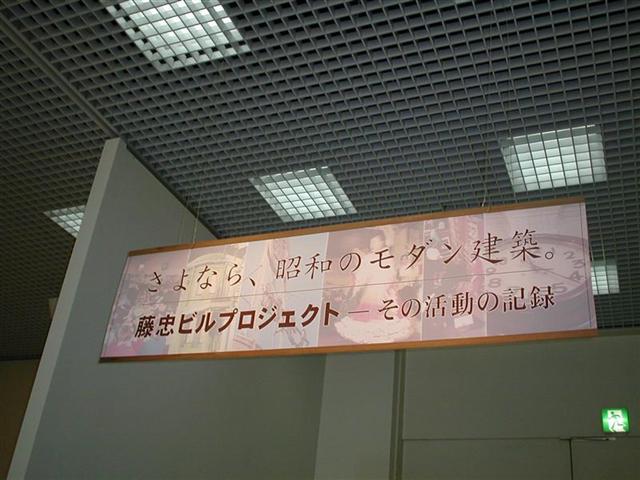 さよなら、昭和のモダン建築。
藤忠ビルプロジェクト ― その活動の記録